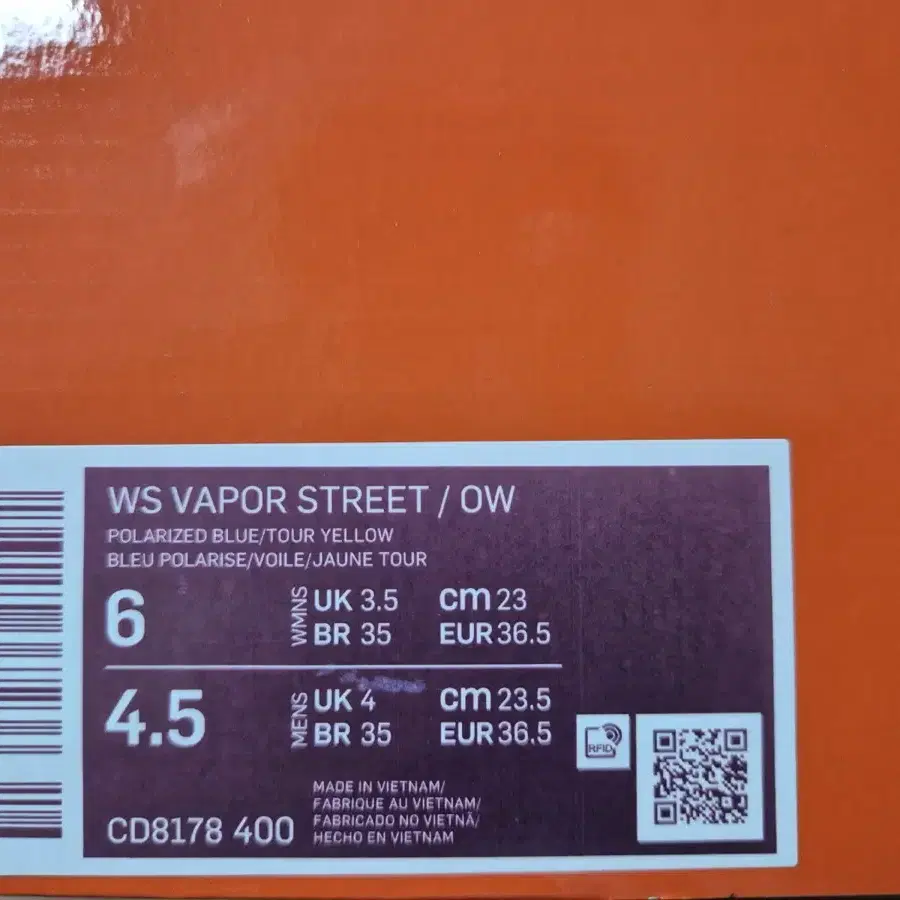 WS VAPOR STREET / OW
POLARIZED BLUE/TOUR YELLOW
BLEU POLARISE/VOILE/JAUNE TOUR
6 WMNS UK 3.5 cm 23
BR 35 EUR 36.5
4.5 MENS UK 4 cm 23.5
BR 35 EUR 36.5
RFID
MADE IN VIETNAM/
FABRIQUE AU VIETNAM/
FABRICADO NO VIETNÃ/
HECHO EN VIETNAM
CD8178 400